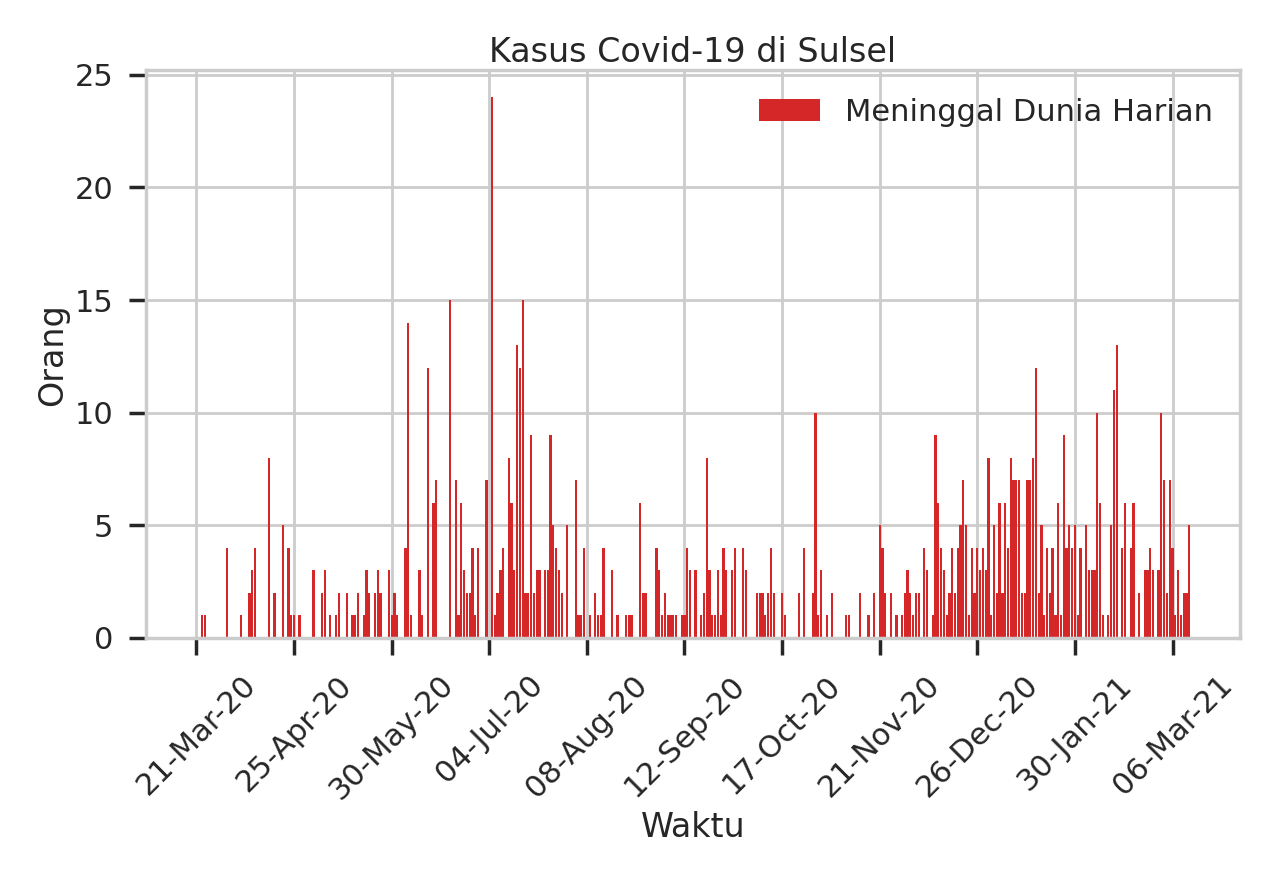 Kasus Covid-19 di Sulsel
Meninggal Dunia Harian
Orang
25
20
15
10
5
0
21-Mar-20
25-Apr-20
30-May-20
04-Jul-20
08-Aug-20
12-Sep-20
17-Oct-20
21-Nov-20
26-Dec-20
30-Jan-21
06-Mar-21
Waktu